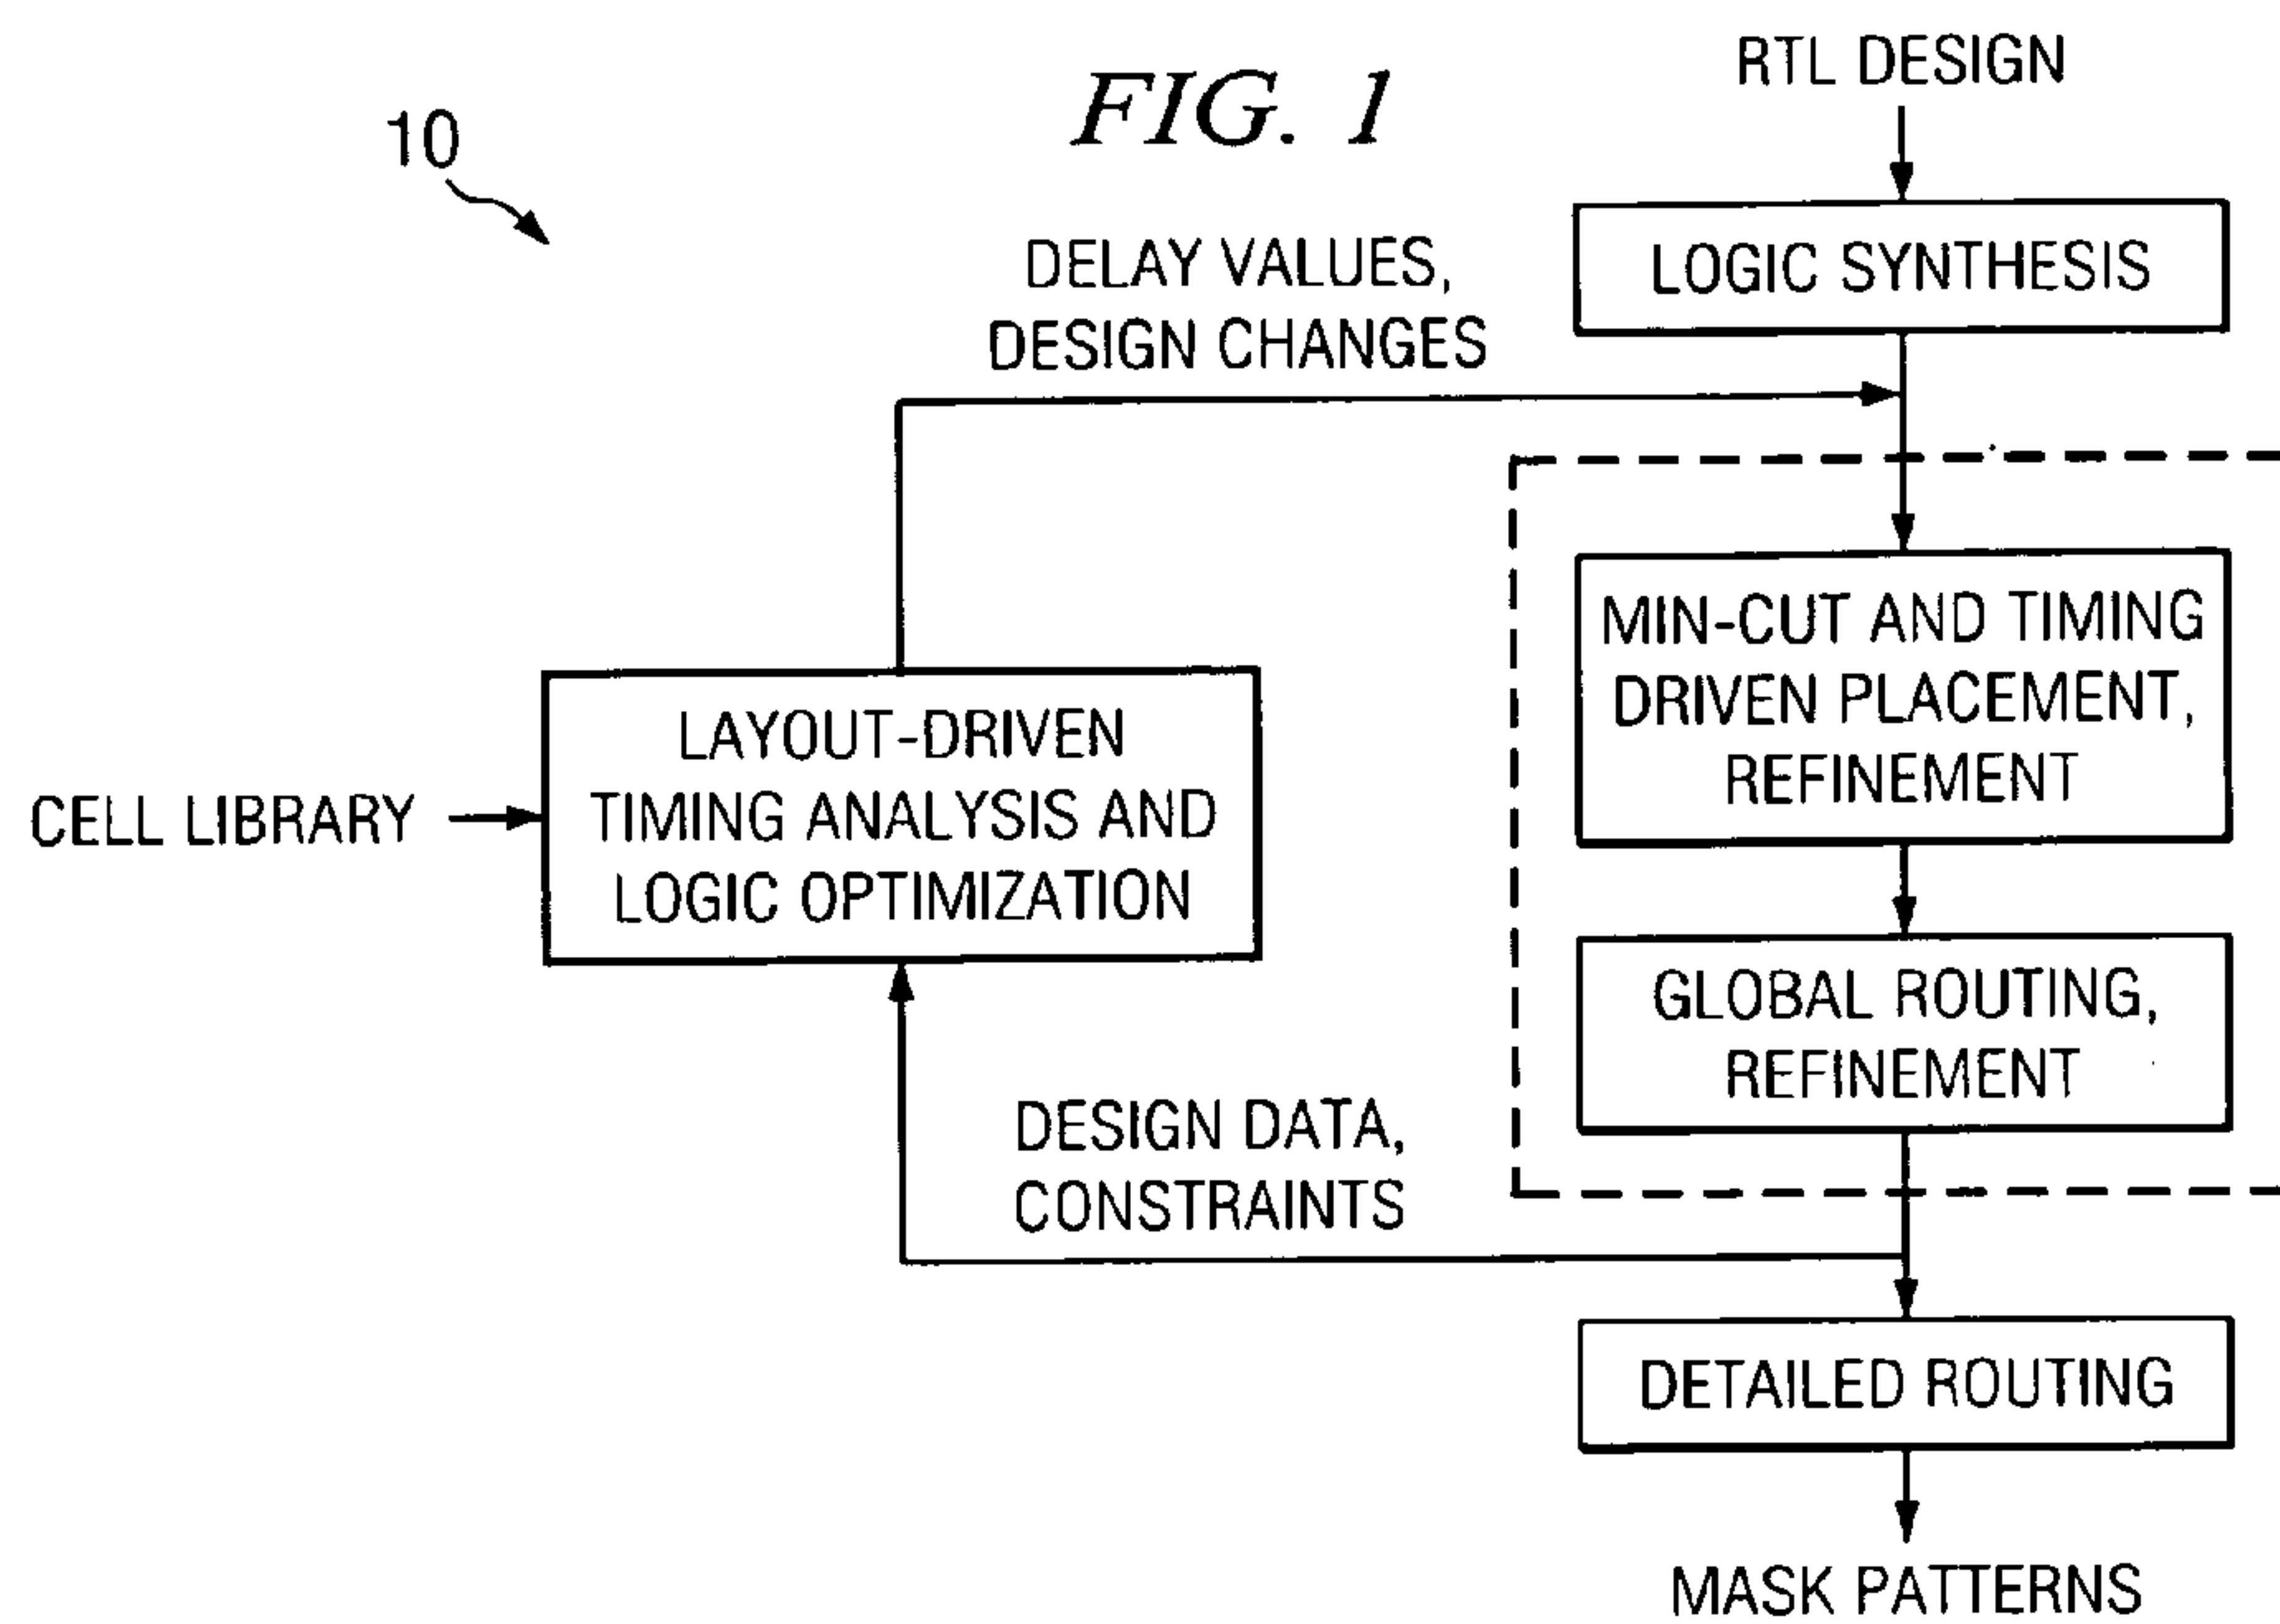 FIG. 1
10
RTL DESIGN
LOGIC SYNTHESIS
DELAY VALUES,
DESIGN CHANGES
MIN-CUT AND TIMING
DRIVEN PLACEMENT,
REFINEMENT
LAYOUT-DRIVEN
TIMING ANALYSIS AND
LOGIC OPTIMIZATION
CELL LIBRARY
GLOBAL ROUTING,
REFINEMENT
DESIGN DATA,
CONSTRAINTS
DETAILED ROUTING
MASK PATTERNS